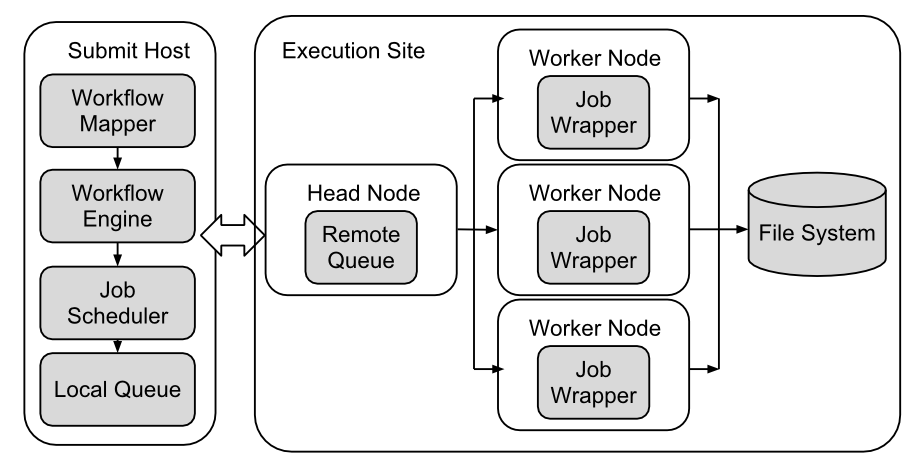 Submit Host
Workflow
Mapper
Workflow
Engine
Job
Scheduler
Local Queue
Execution Site
Head Node
Remote
Queue
Worker Node
Job
Wrapper
Worker Node
Job
Wrapper
Worker Node
Job
Wrapper
File System